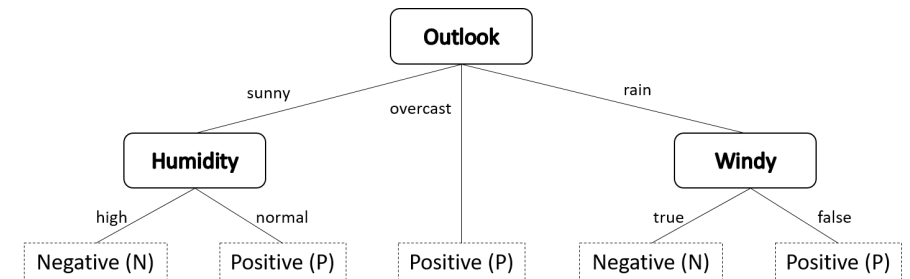 Outlook
sunny
overcast
rain
Humidity
Windy
high
normal
true
false
Negative (N)
Positive (P)
Positive (P)
Negative (N)
Positive (P)